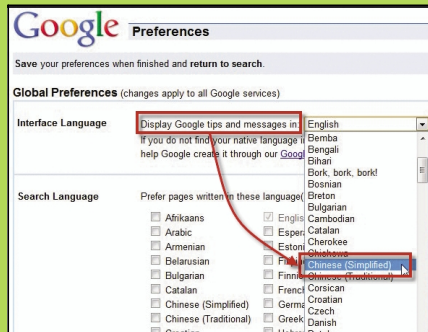 Google Preferences
Save your preferences when finished and return to search.
Global Preferences (changes apply to all Google services)
Interface Language
Display Google tips and messages in: English
If you do not find your native language i
help Google create it through our Googl
Bemba
Bengali
Bihari
Bork, bork, bork!
Bosnian
Breton
Bulgarian
Cambodian
Catalan
Cherokee
Chichewa
Chinese (Simplified)
Chinese (Traditional)
Corsican
Croatian
Czech
Danish
Search Language
Prefer pages written in these language(
Afrikaans Englis
Arabic Espera
Armenian Estoni
Belarusian
Bulgarian Finnis
Catalan French
Chinese (Simplified) Germa
Chinese (Traditional) Greek